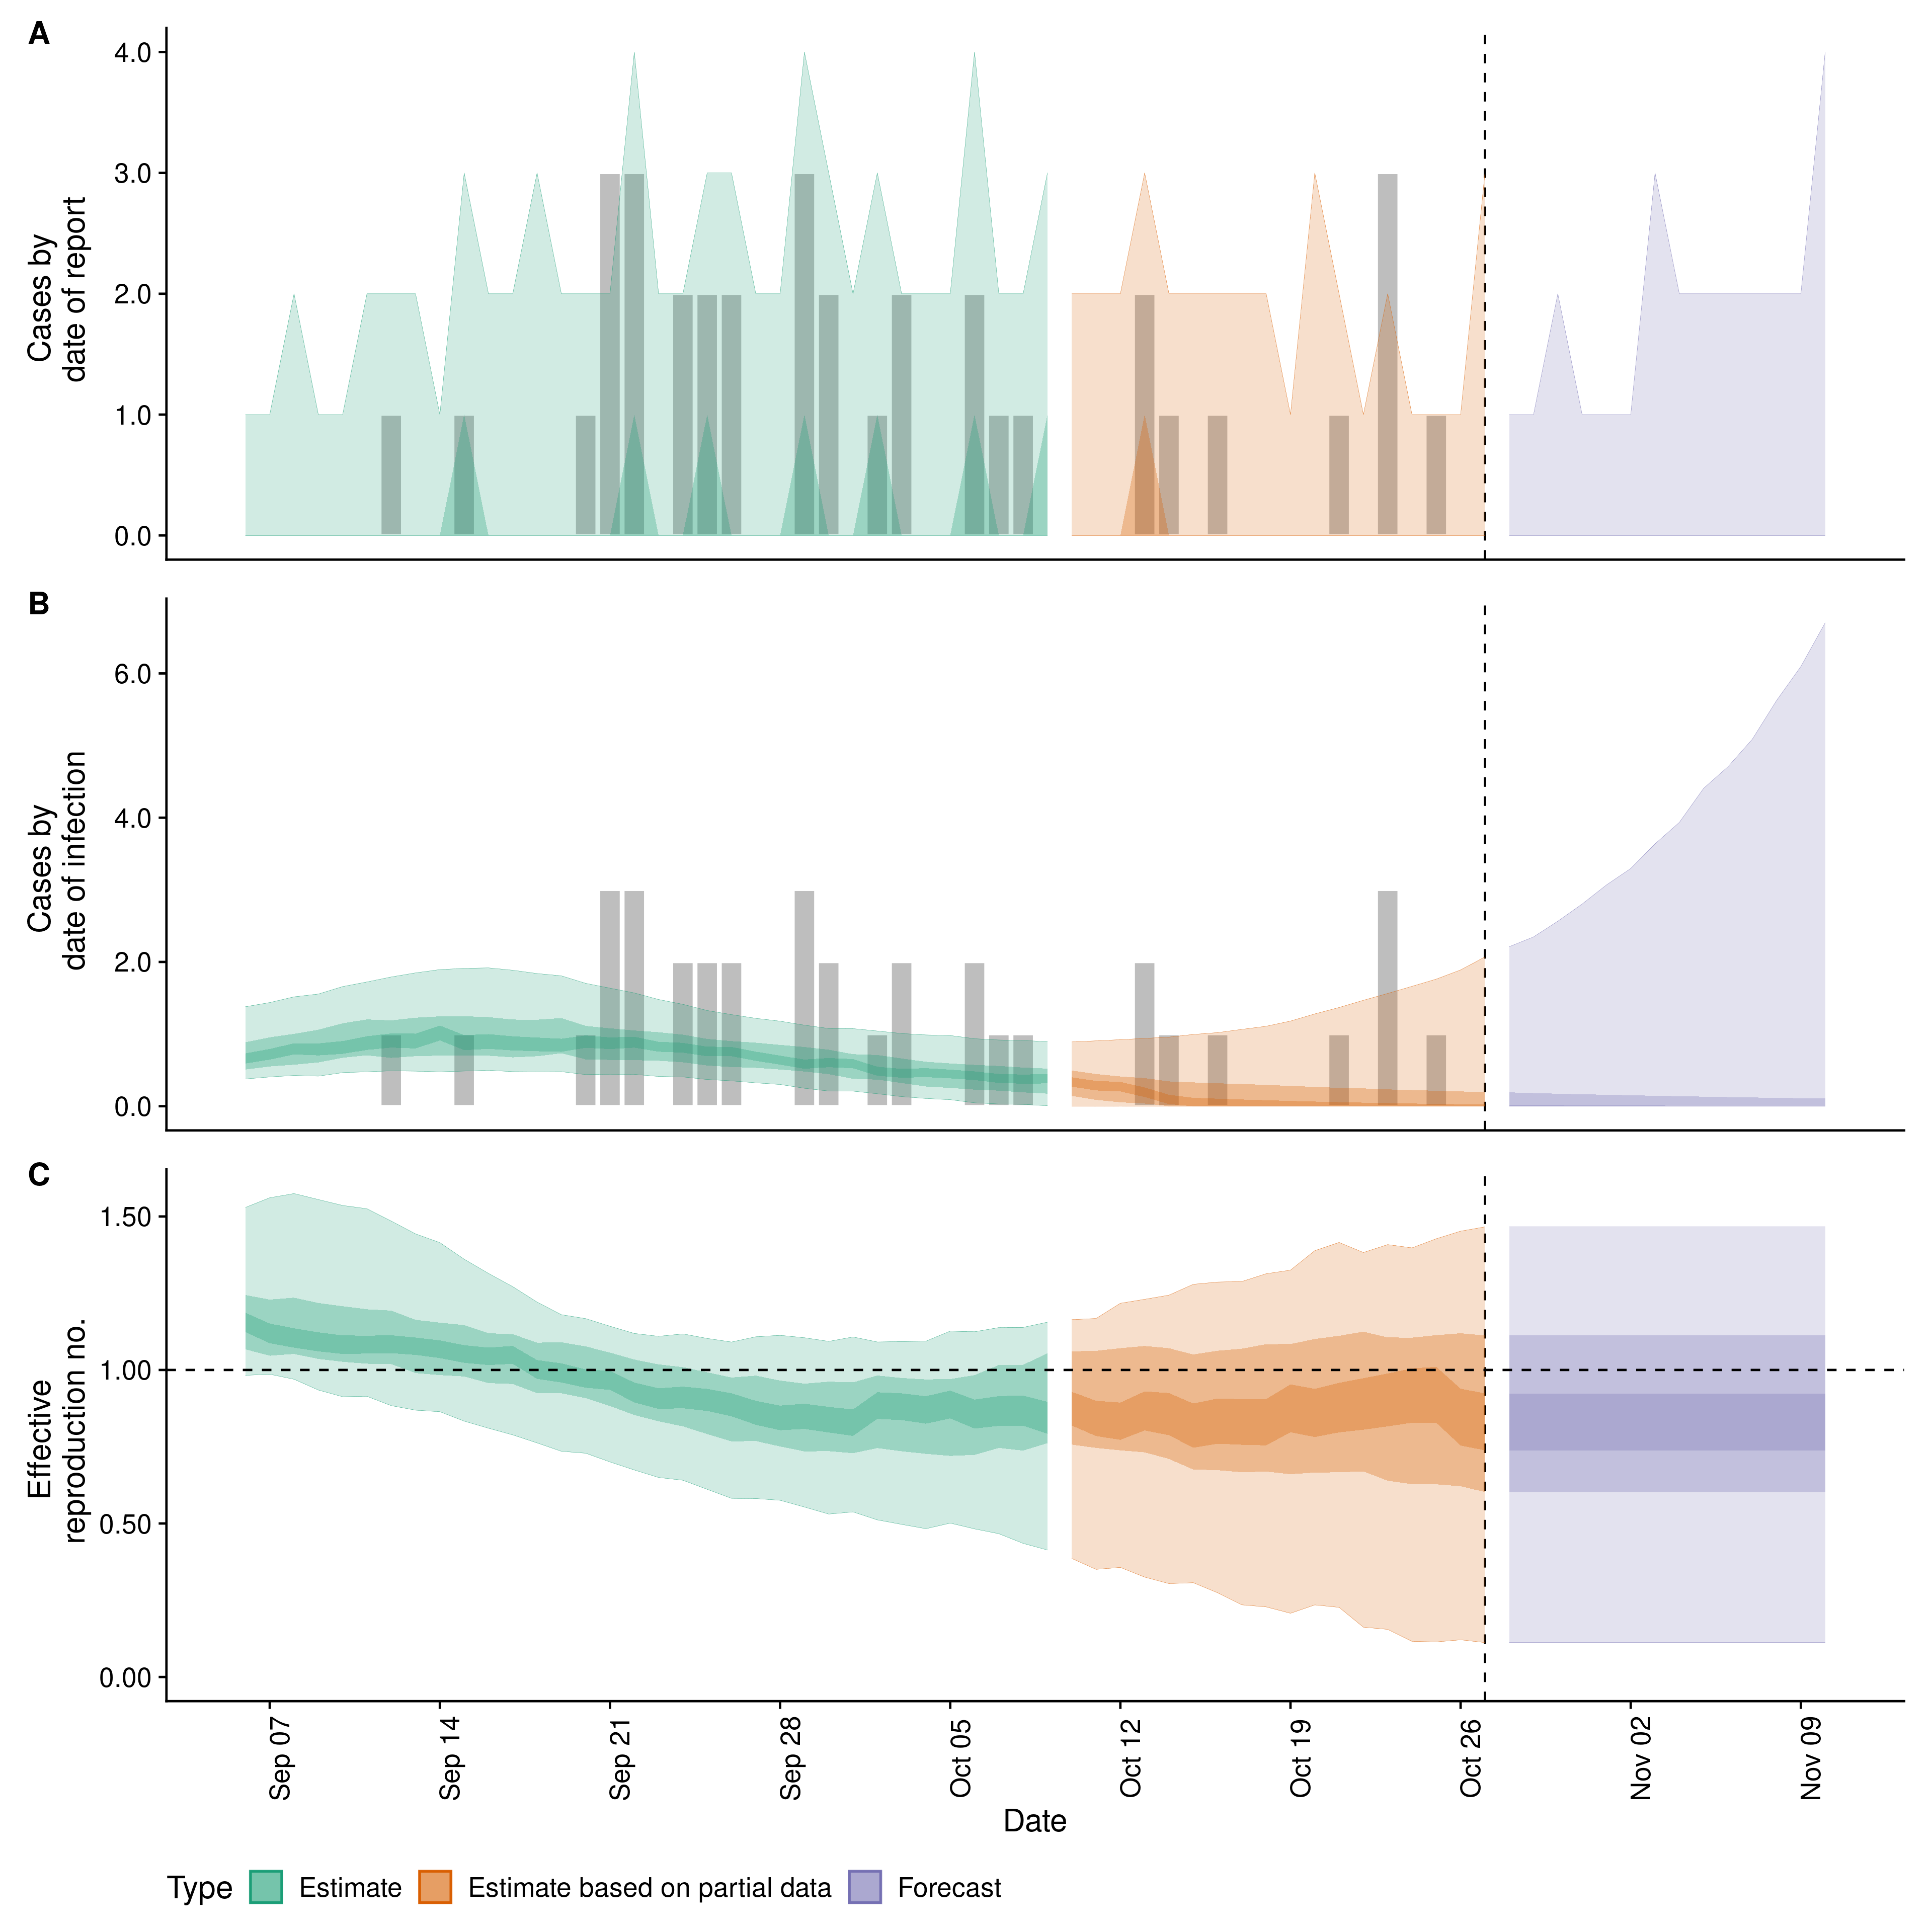 A
4.0
3.0
2.0
1.0
0.0
Cases by
date of report
B
6.0
4.0
2.0
0.0
Cases by
date of infection
C
1.50
1.00
0.50
0.00
Effective
reproduction no.
Sep 07
Sep 14
Sep 21
Sep 28
Oct 05
Oct 12
Oct 19
Oct 26
Nov 02
Nov 09
Date
Type Estimate Estimate based on partial data Forecast